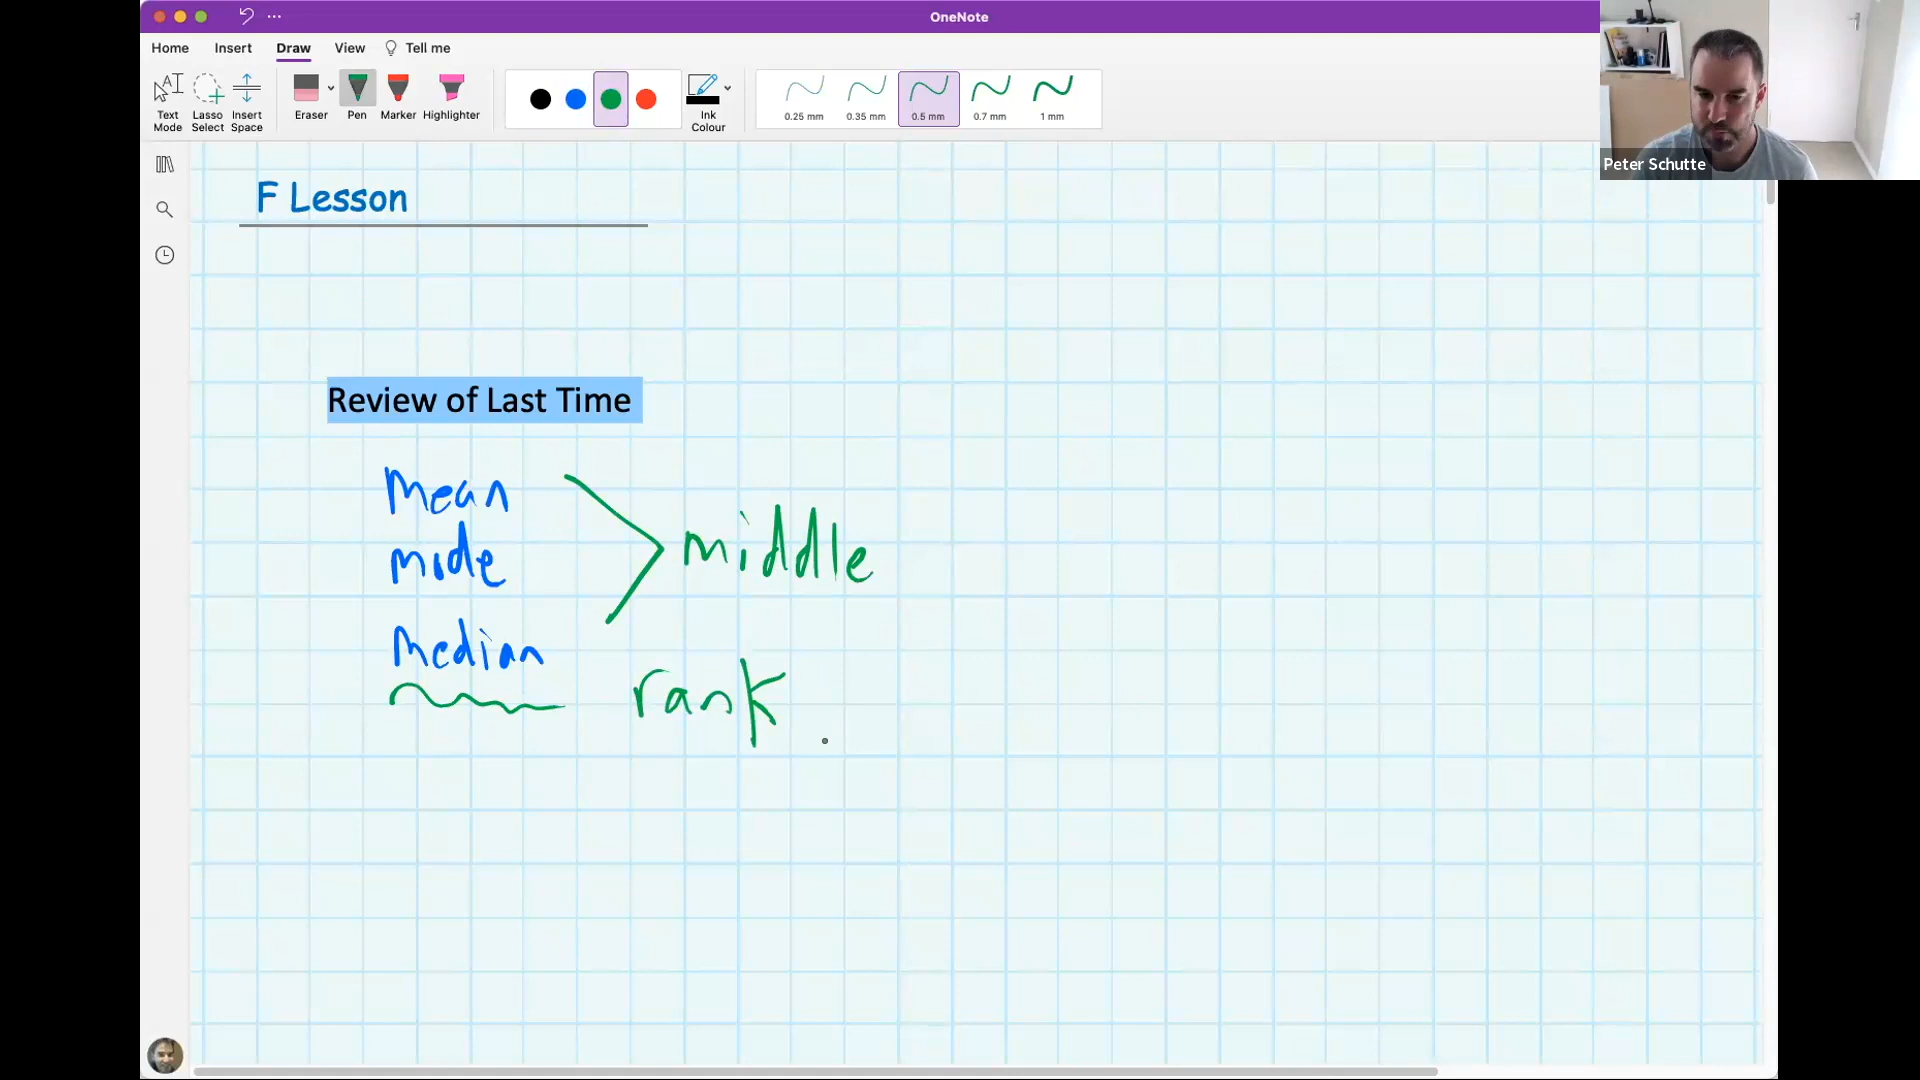 OneNote
Home Insert Draw View Tell me
Text Mode Lasso Select Insert Space Eraser Pen Marker Highlighter Ink Colour 0.25 mm 0.35 mm 0.5 mm 0.7 mm 1 mm
Peter Schutte
F Lesson
Review of Last Time
Mean
mode
middle
Median
rank